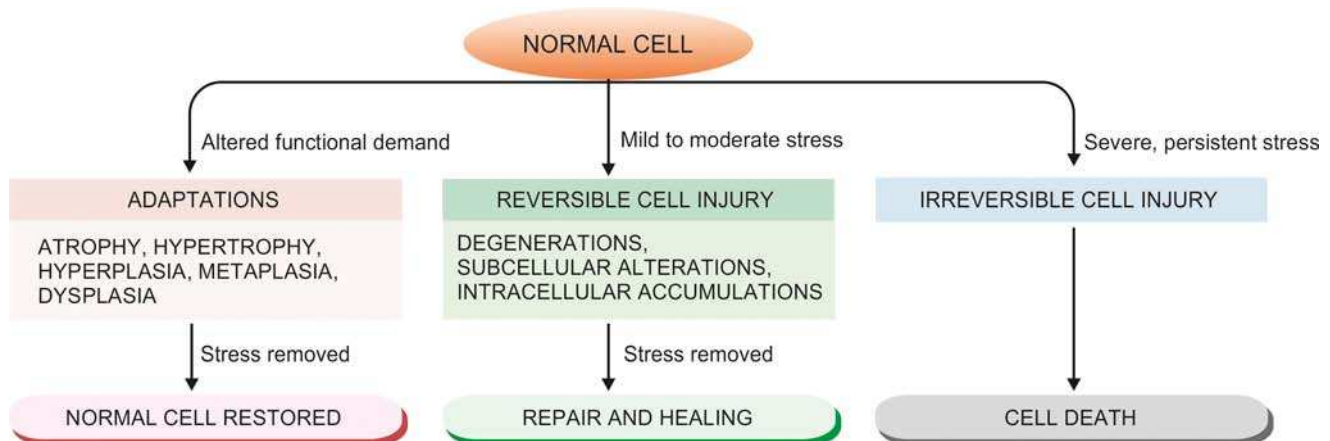 NORMAL CELL
Altered functional demand
Mild to moderate stress
Severe, persistent stress
ADAPTATIONS
ATROPHY, HYPERTROPHY,
HYPERPLASIA, METAPLASIA,
DYSPLASIA
REVERSIBLE CELL INJURY
DEGENERATIONS,
SUBCELLULAR ALTERATIONS,
INTRACELLULAR ACCUMULATIONS
IRREVERSIBLE CELL INJURY
Stress removed
Stress removed
NORMAL CELL RESTORED
REPAIR AND HEALING
CELL DEATH